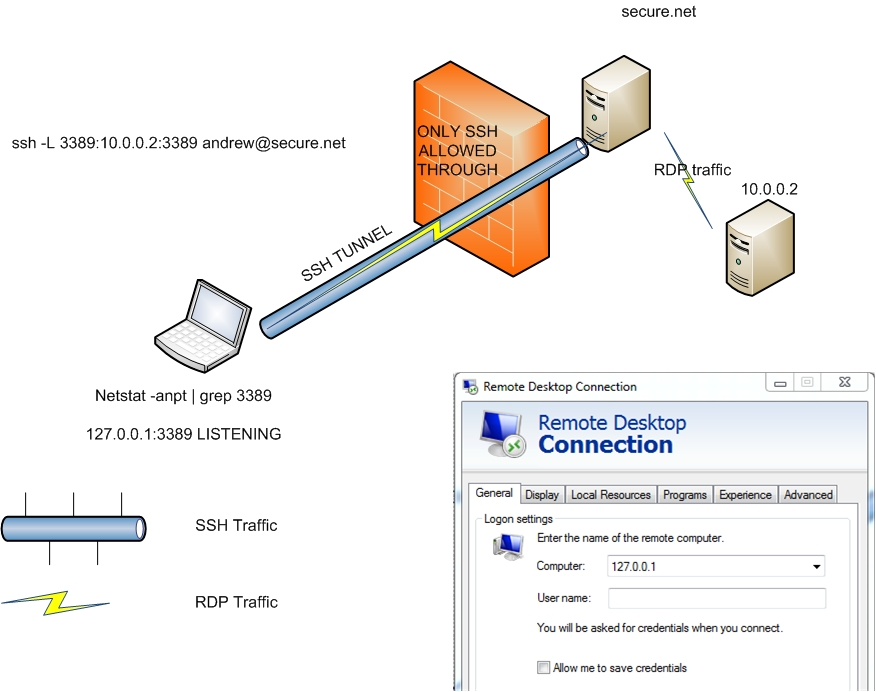 secure.net
ssh -L 3389:10.0.0.2:3389 andrew@secure.net
ONLY SSH
ALLOWED
THROUGH
RDP traffic
10.0.0.2
SSH TUNNEL
Netstat -anpt | grep 3389
127.0.0.1:3389 LISTENING
SSH Traffic
RDP Traffic
Remote Desktop Connection
Remote Desktop
Connection
General Display Local Resources Programs Experience Advanced
Logon settings
Enter the name of the remote computer.
Computer: 127.0.0.1
User name:
You will be asked for credentials when you connect.
Allow me to save credentials